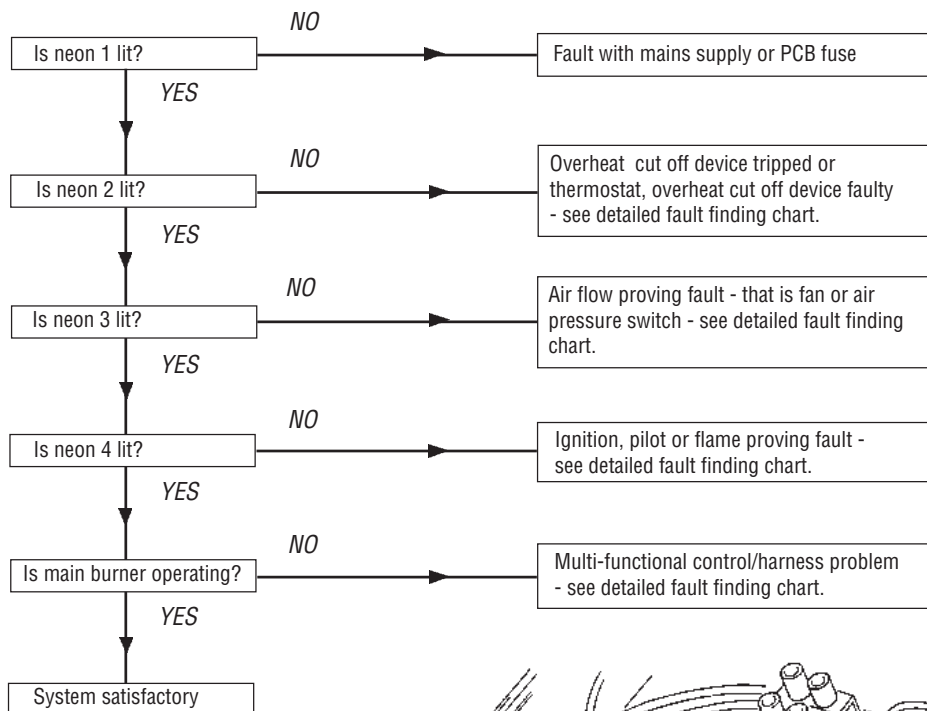 NO
Is neon 1 lit?
Fault with mains supply or PCB fuse
YES
NO
Is neon 2 lit?
Overheat cut off device tripped or
thermostat, overheat cut off device faulty
- see detailed fault finding chart.
YES
NO
Is neon 3 lit?
Air flow proving fault - that is fan or air
pressure switch - see detailed fault finding
chart.
YES
NO
Is neon 4 lit?
Ignition, pilot or flame proving fault -
see detailed fault finding chart.
YES
NO
Is main burner operating?
Multi-functional control/harness problem
- see detailed fault finding chart.
YES
System satisfactory